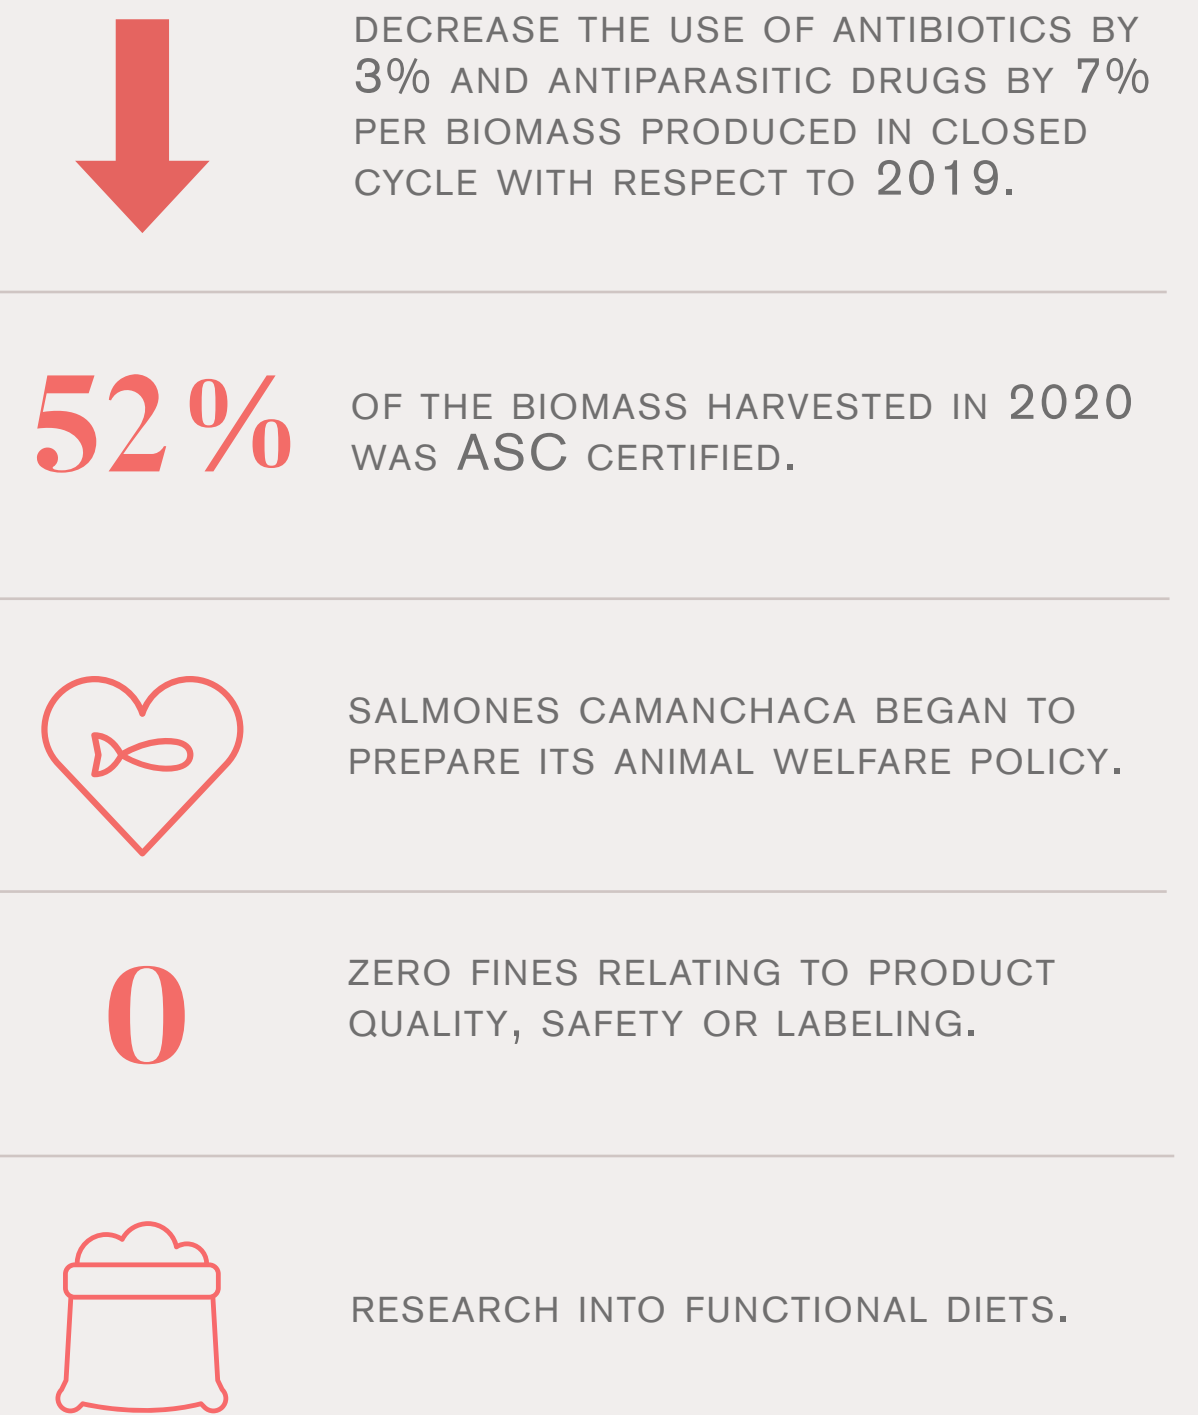 DECREASE THE USE OF ANTIBIOTICS BY
3% AND ANTIPARASITIC DRUGS BY 7%
PER BIOMASS PRODUCED IN CLOSED
CYCLE WITH RESPECT TO 2019.
52%
OF THE BIOMASS HARVESTED IN 2020
WAS ASC CERTIFIED.
SALMONES CAMANCHACA BEGAN TO
PREPARE ITS ANIMAL WELFARE POLICY.
0
ZERO FINES RELATING TO PRODUCT
QUALITY, SAFETY OR LABELING.
RESEARCH INTO FUNCTIONAL DIETS.